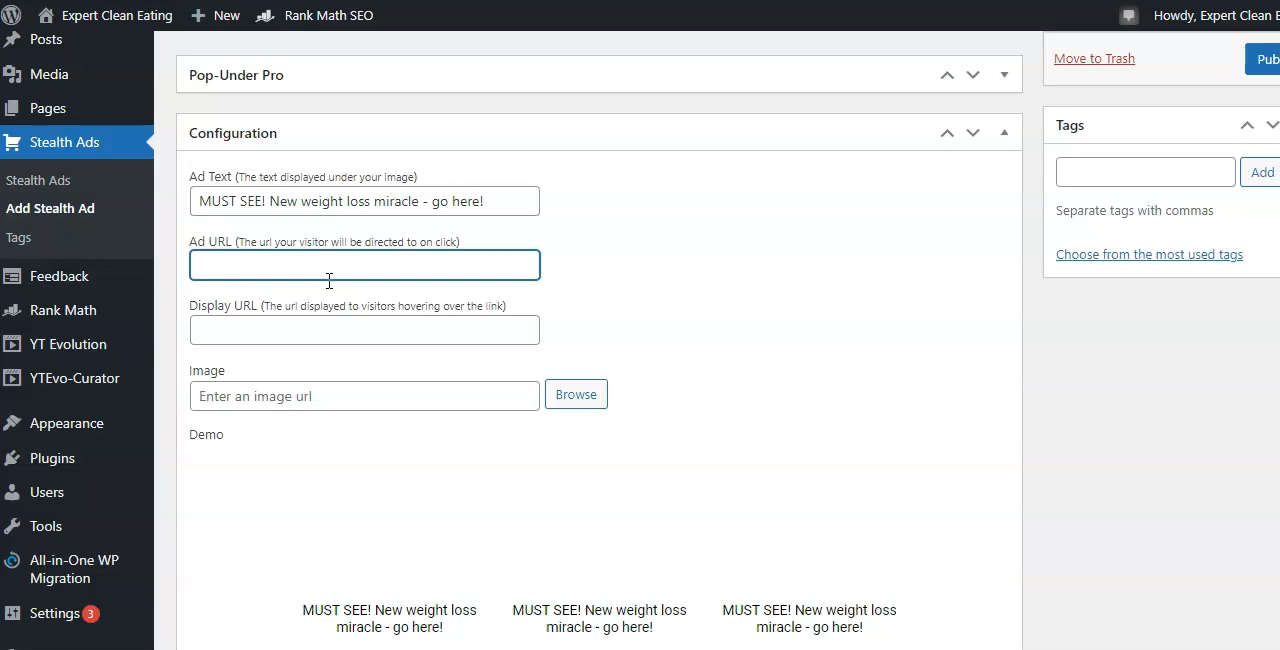 Expert Clean Eating
New
Rank Math SEO
Howdy, Expert Clean E
Posts
Media
Pages
Stealth Ads
Stealth Ads
Add Stealth Ad
Tags
Feedback
Rank Math
YT Evolution
YTEvo-Curator
Appearance
Plugins
Users
Tools
All-in-One WP
Migration
Settings 3
Pop-Under Pro
Configuration
Ad Text (The text displayed under your image)
MUST SEE! New weight loss miracle - go here!
Ad URL (The url your visitor will be directed to on click)
Display URL (The url displayed to visitors hovering over the link)
Image
Enter an image url
Browse
Demo
MUST SEE! New weight loss
miracle - go here!
MUST SEE! New weight loss
miracle - go here!
MUST SEE! New weight loss
miracle - go here!
Move to Trash
Pub
Tags
Add
Separate tags with commas
Choose from the most used tags